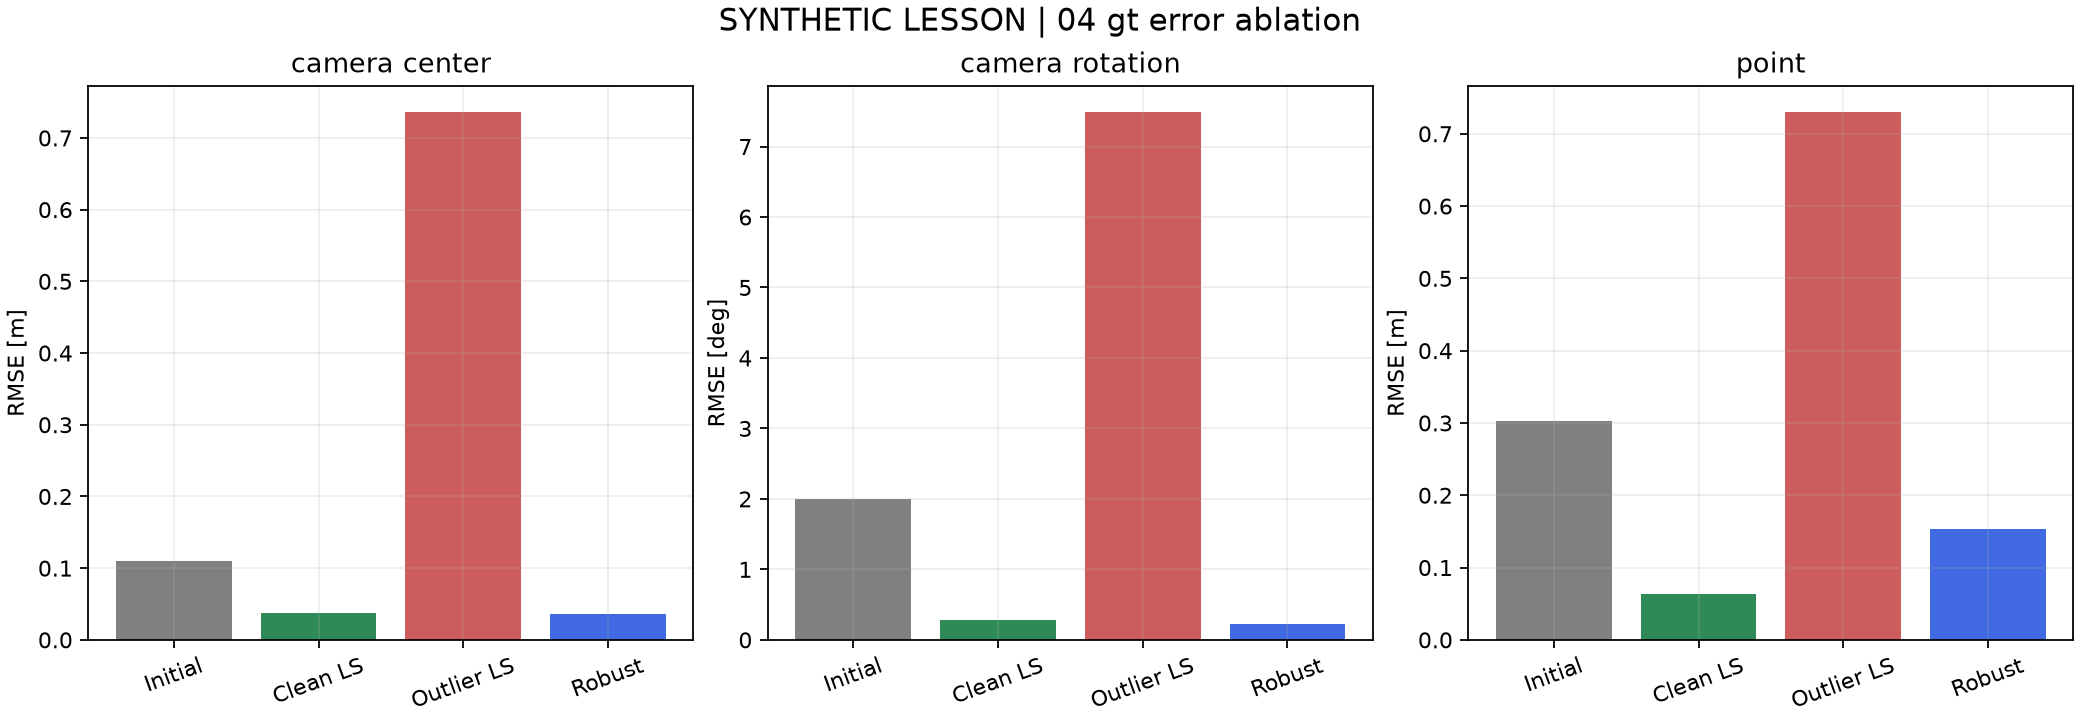 SYNTHETIC LESSON | 04 gt error ablation
camera center
RMSE [m]
0.7
0.6
0.5
0.4
0.3
0.2
0.1
0.0
Initial
Clean LS
Outlier LS
Robust
camera rotation
RMSE [deg]
7
6
5
4
3
2
1
0
Initial
Clean LS
Outlier LS
Robust
point
RMSE [m]
0.7
0.6
0.5
0.4
0.3
0.2
0.1
0.0
Initial
Clean LS
Outlier LS
Robust